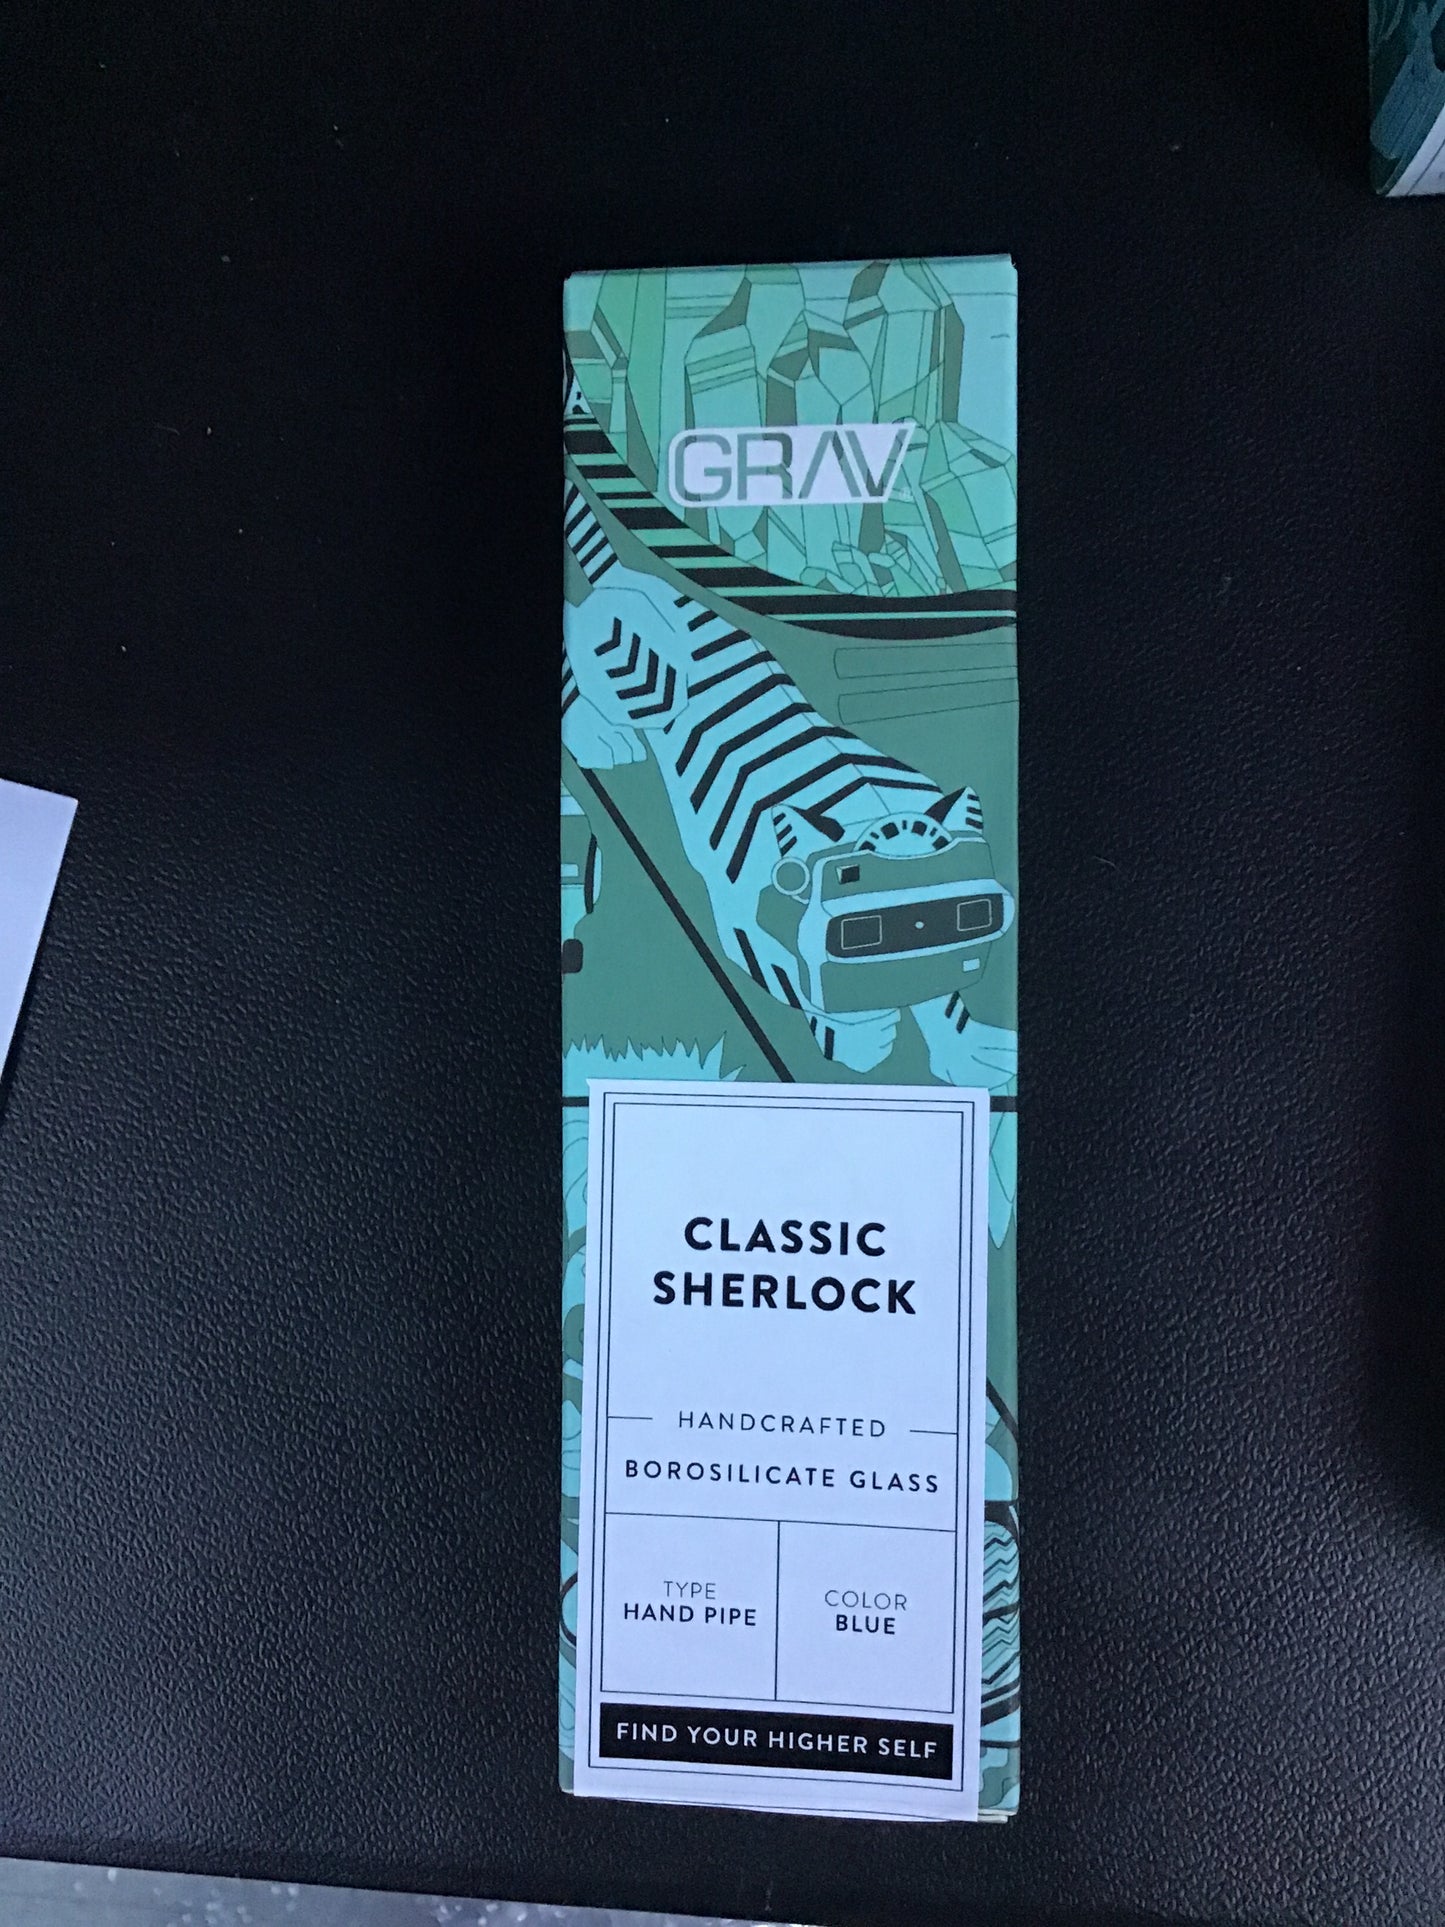 GRAV
CLASSIC
SHERLOCK
HANDCRAFTED
BOROSILICATE GLASS
TYPE
HAND PIPE
COLOR
BLUE
FIND YOUR HIGHER SELF